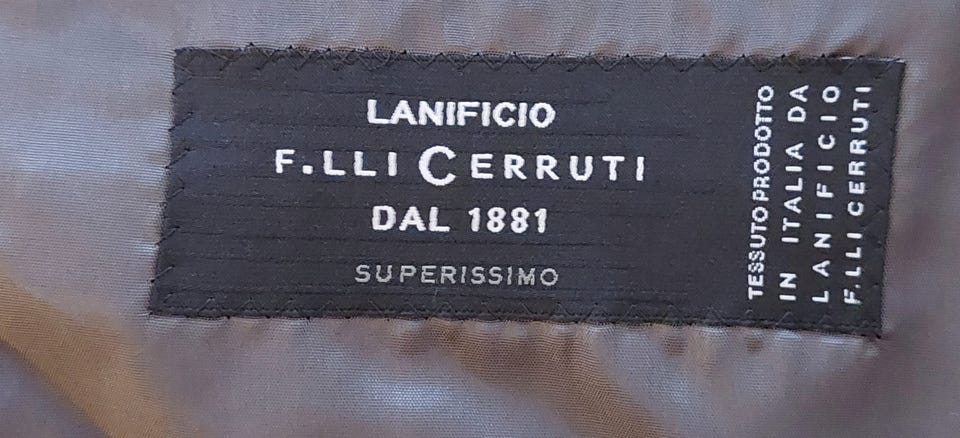 LANIFICIO
F.LLI CERRUTI
DAL 1881
SUPERISSIMO
TESSUTO PRODOTTO
IN ITALIA DA
LANIFICIO
F.LLI CERRUTI